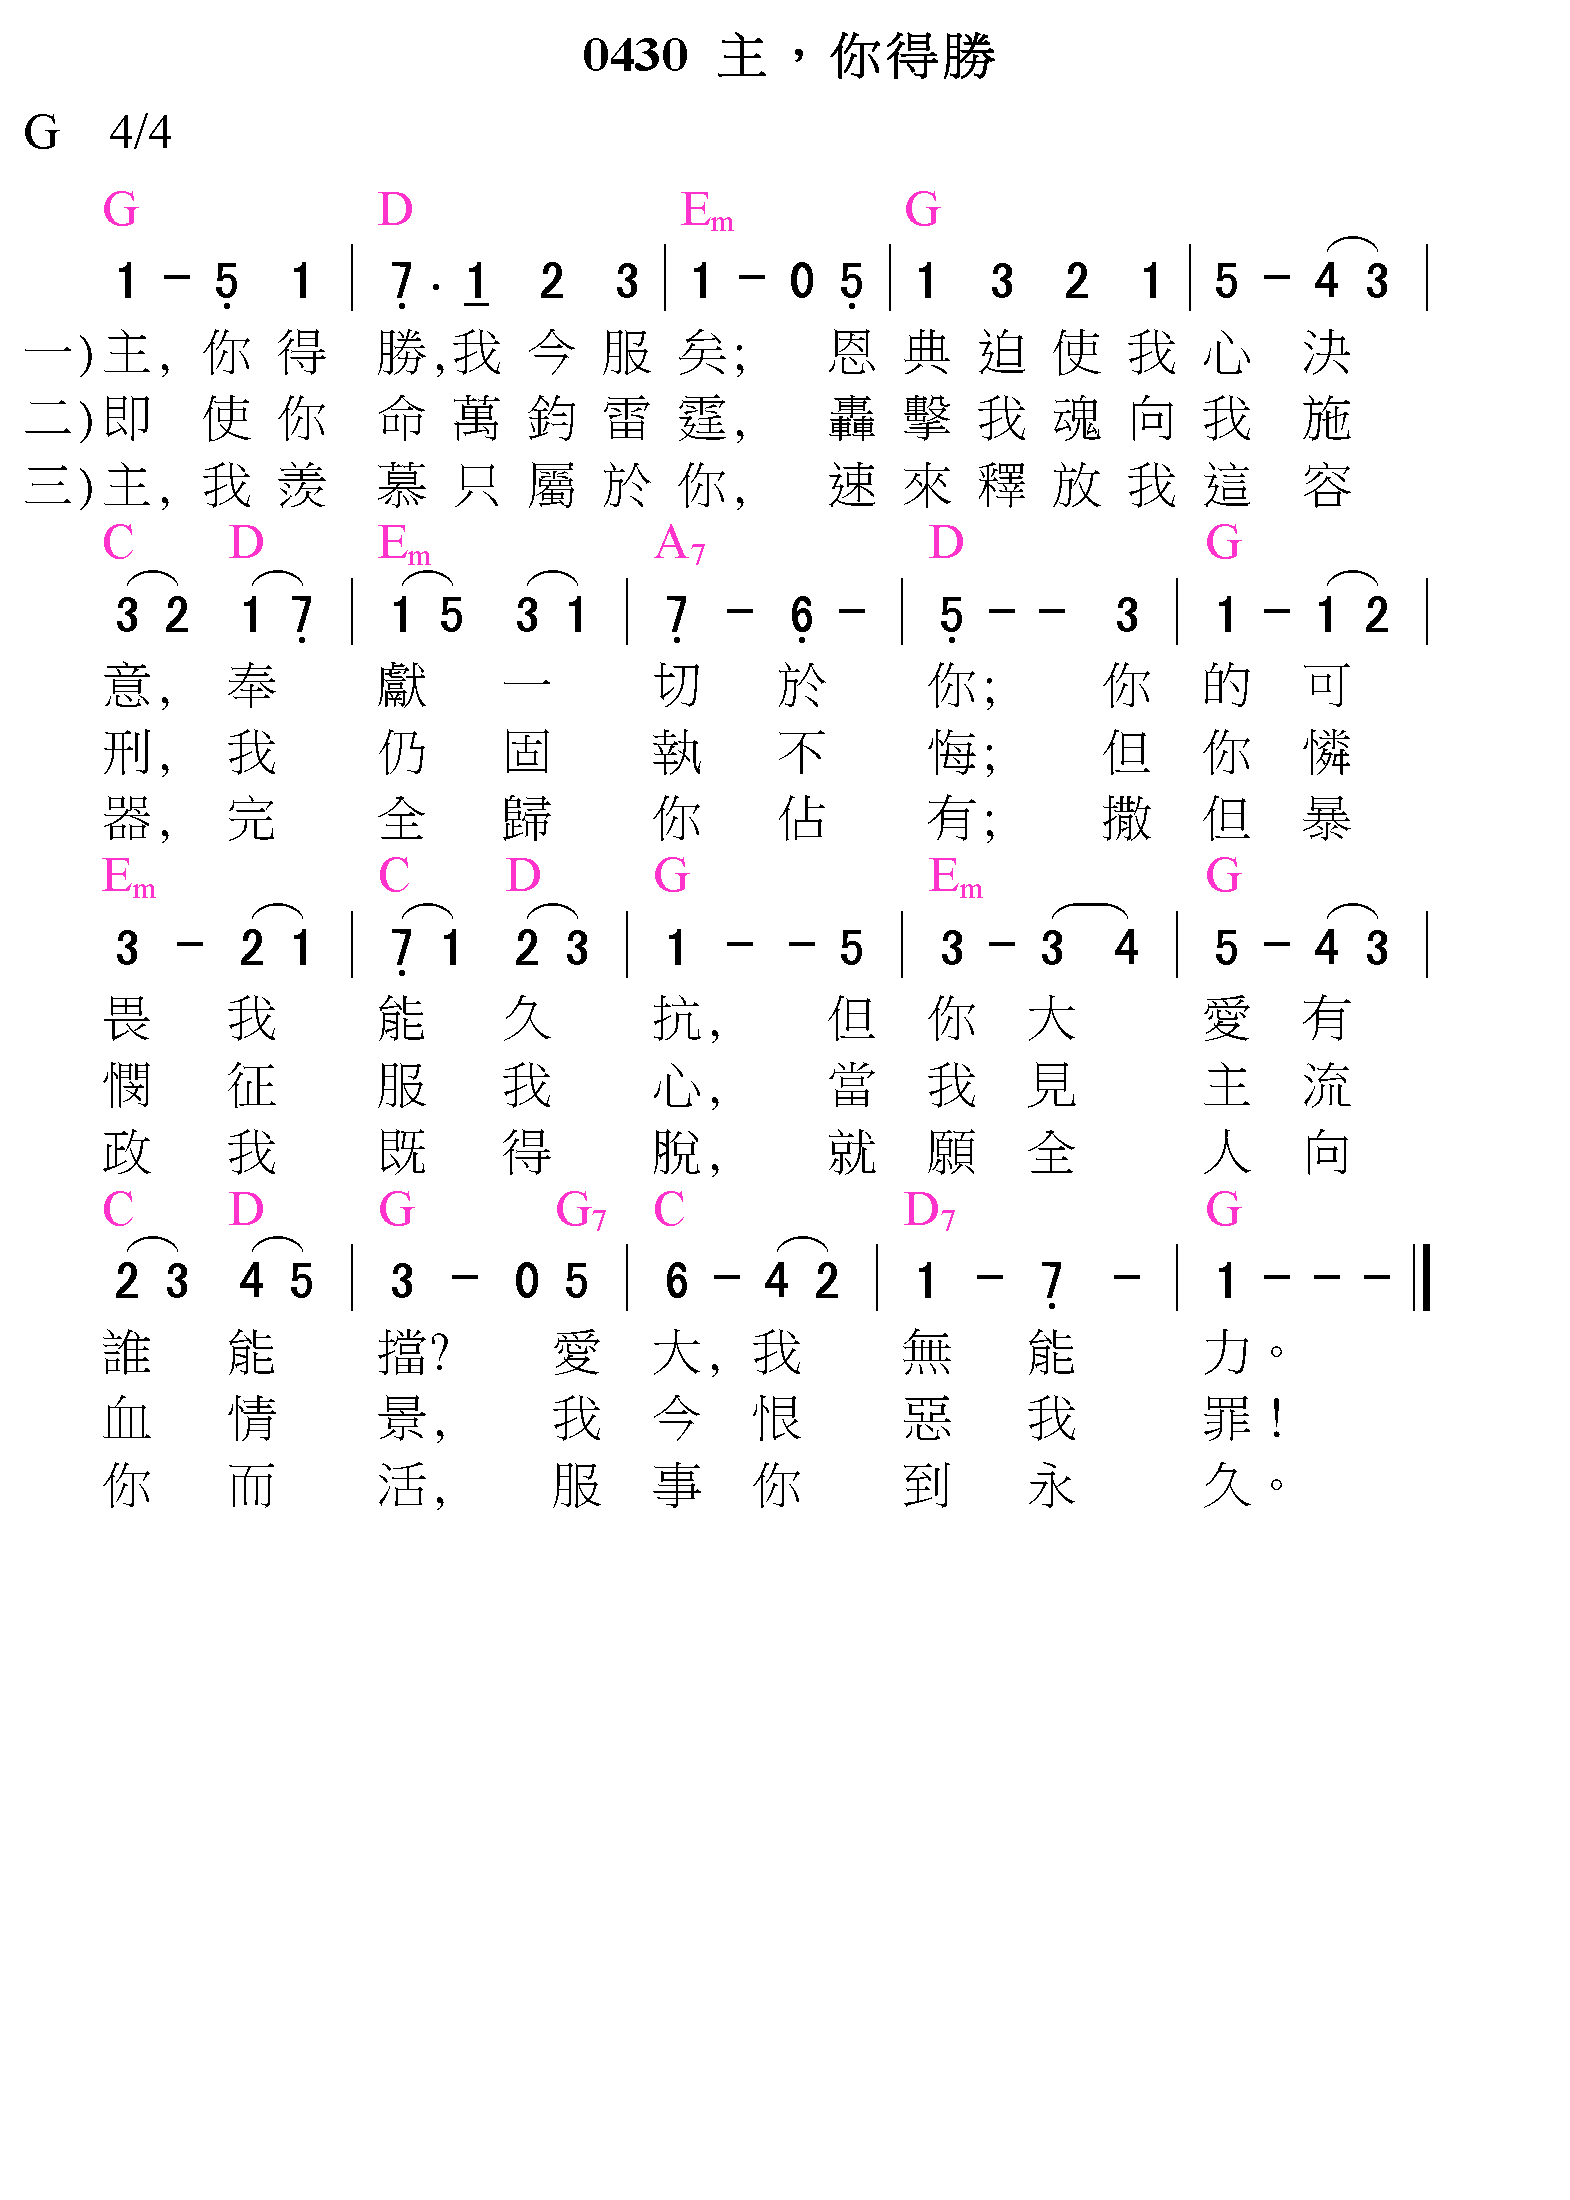 0430 主，你得勝
G 4/4
G D Em G
1 - 5̣ 1 | 7̣ . 1̲ 2 3 | 1 - 0 5̣ | 1 3 2 1 | 5 - 4 3 |
一)主, 你 得 勝,我 今 服 矣; 恩 典 迫 使 我 心 決
二)即 使 你 命 萬 鈞 雷 霆, 轟 擊 我 魂 向 我 施
三)主, 我 羨 慕 只 屬 於 你, 速 來 釋 放 我 這 容
C D Em A7 D G
3 2 1 7̣ | 1 5 3 1 | 7̣ - 6̣ - | 5̣ - - 3 | 1 - 1 2 |
意, 奉 獻 一 切 於 你; 你 的 可
刑, 我 仍 固 執 不 悔; 但 你 憐
器, 完 全 歸 你 佔 有; 撒 但 暴
Em C D G Em G
3 - 2 1 | 7̣ 1 2 3 | 1 - - 5 | 3 - 3 4 | 5 - 4 3 |
畏 我 能 久 抗, 但 你 大 愛 有
憫 征 服 我 心, 當 我 見 主 流
政 我 既 得 脫, 就 願 全 人 向
C D G G7 C D7 G
2 3 4 5 | 3 - 0 5 | 6 - 4 2 | 1 - 7̣ - | 1 - - - ‖
誰 能 擋? 愛 大, 我 無 能 力。
血 情 景, 我 今 恨 惡 我 罪!
你 而 活, 服 事 你 到 永 久。